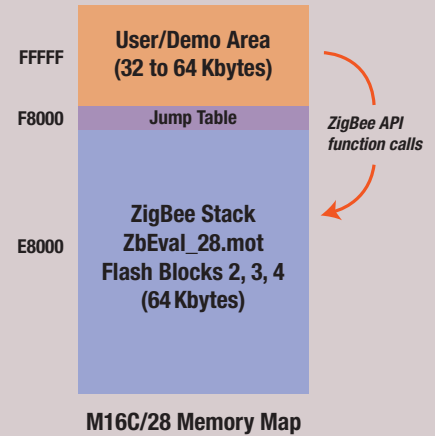 FFFFF
User/Demo Area
(32 to 64 Kbytes)
F8000
Jump Table
ZigBee API
function calls
E8000
ZigBee Stack
ZbEval_28.mot
Flash Blocks 2, 3, 4
(64 Kbytes)
M16C/28 Memory Map